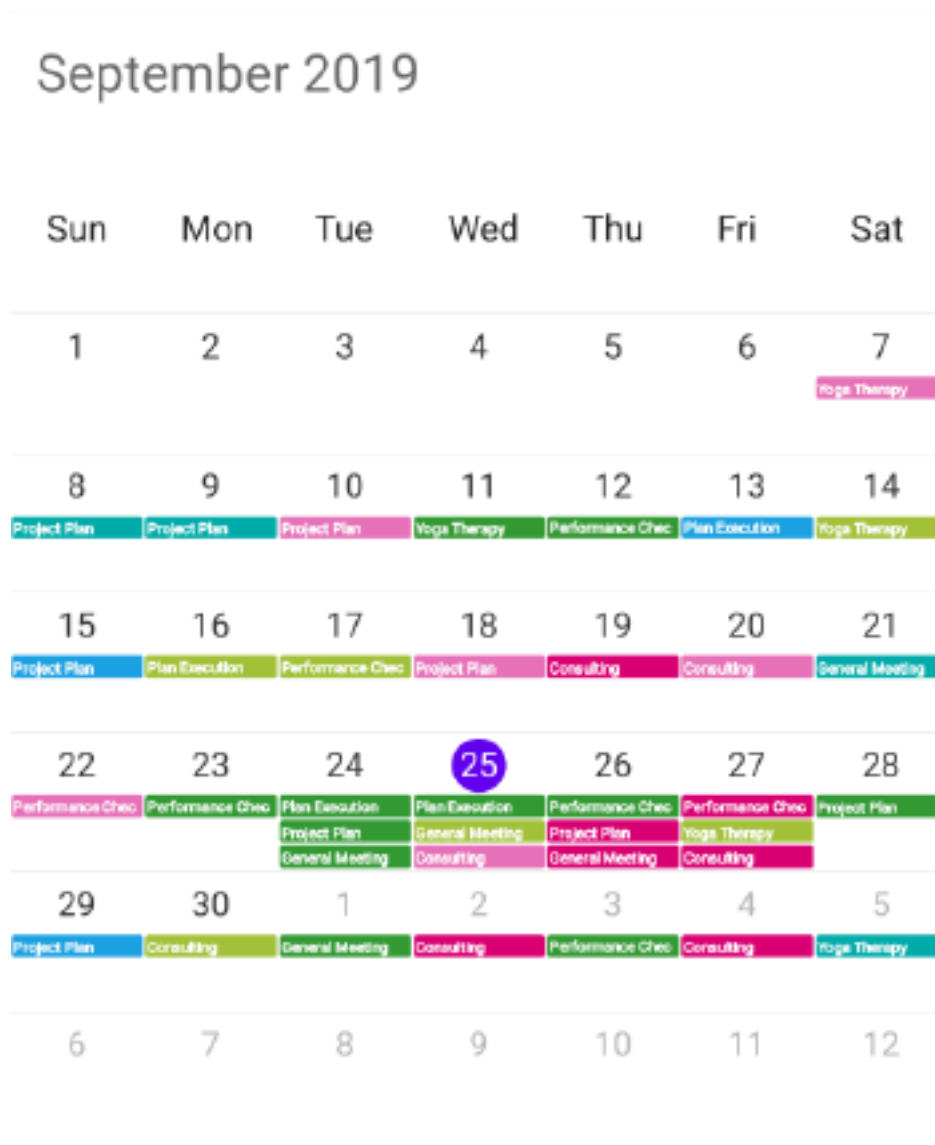 September 2019
Sun Mon Tue Wed Thu Fri Sat
1 2 3 4 5 6 7
Yoga Therapy
8 9 10 11 12 13 14
Project Plan Project Plan Project Plan Yoga Therapy Performance Chec Plan Execution Yoga Therapy
15 16 17 18 19 20 21
Project Plan Plan Execution Performance Chec Project Plan Consulting Consulting General Meeting
22 23 24 25 26 27 28
Performance Chec Performance Chec Plan Execution Plan Execution Performance Chec Performance Chec Project Plan
Project Plan General Meeting Project Plan Yoga Therapy
General Meeting Consulting General Meeting Consulting
29 30 1 2 3 4 5
Project Plan Consulting General Meeting Consulting Performance Chec Consulting Yoga Therapy
6 7 8 9 10 11 12